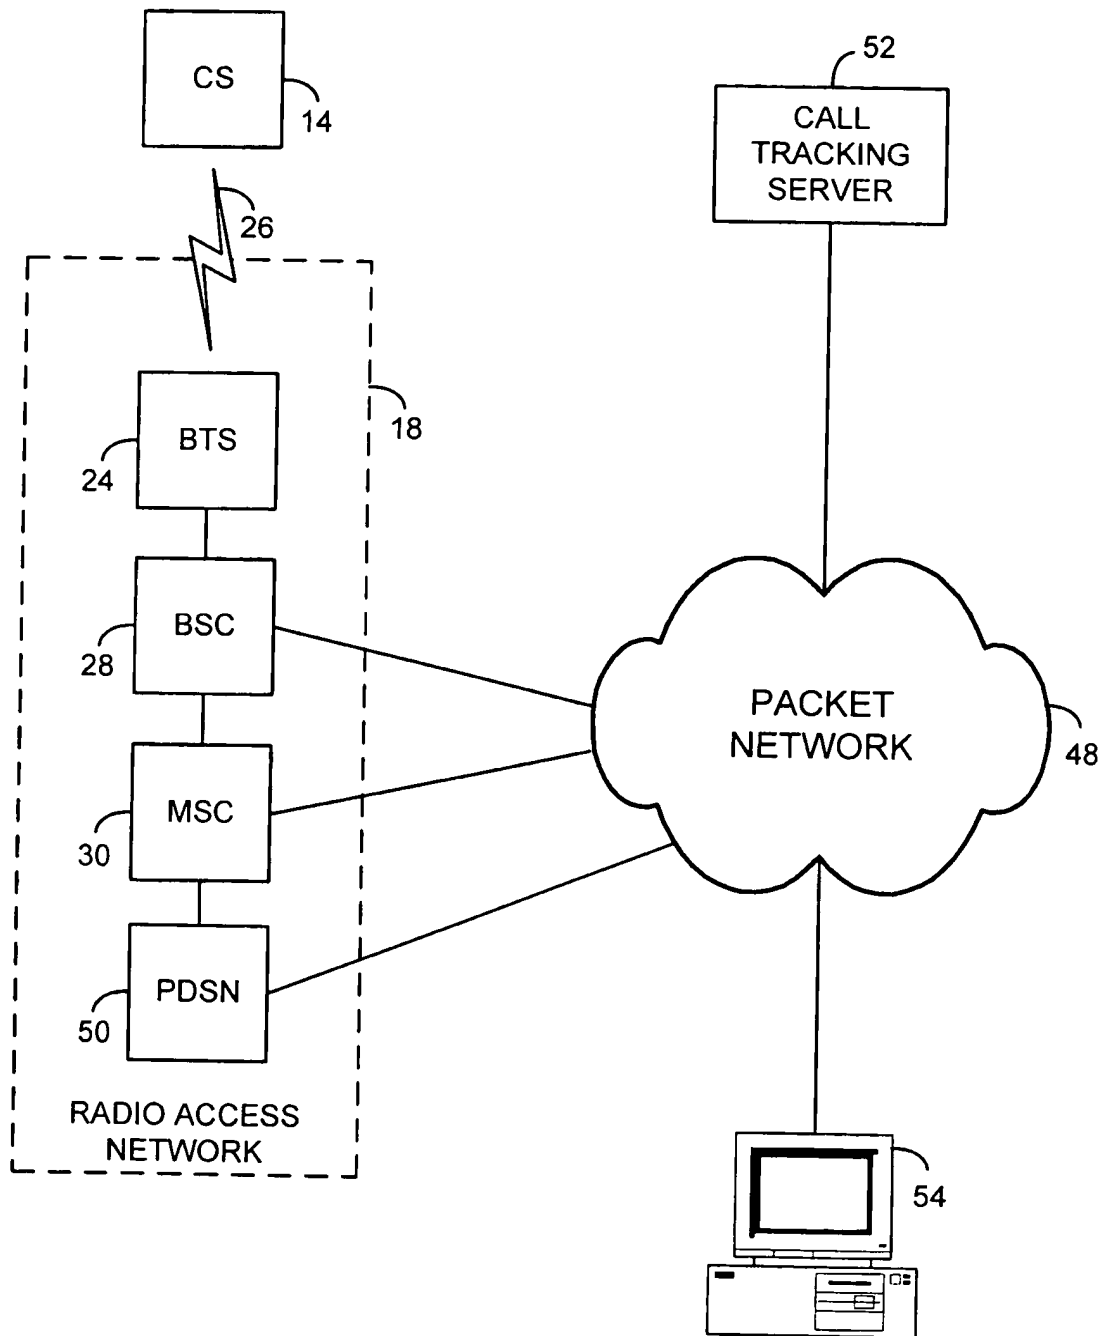 CS
14
52
CALL
TRACKING
SERVER
26
18
BTS
24
BSC
28
PACKET
NETWORK
48
MSC
30
PDSN
50
RADIO ACCESS
NETWORK
54